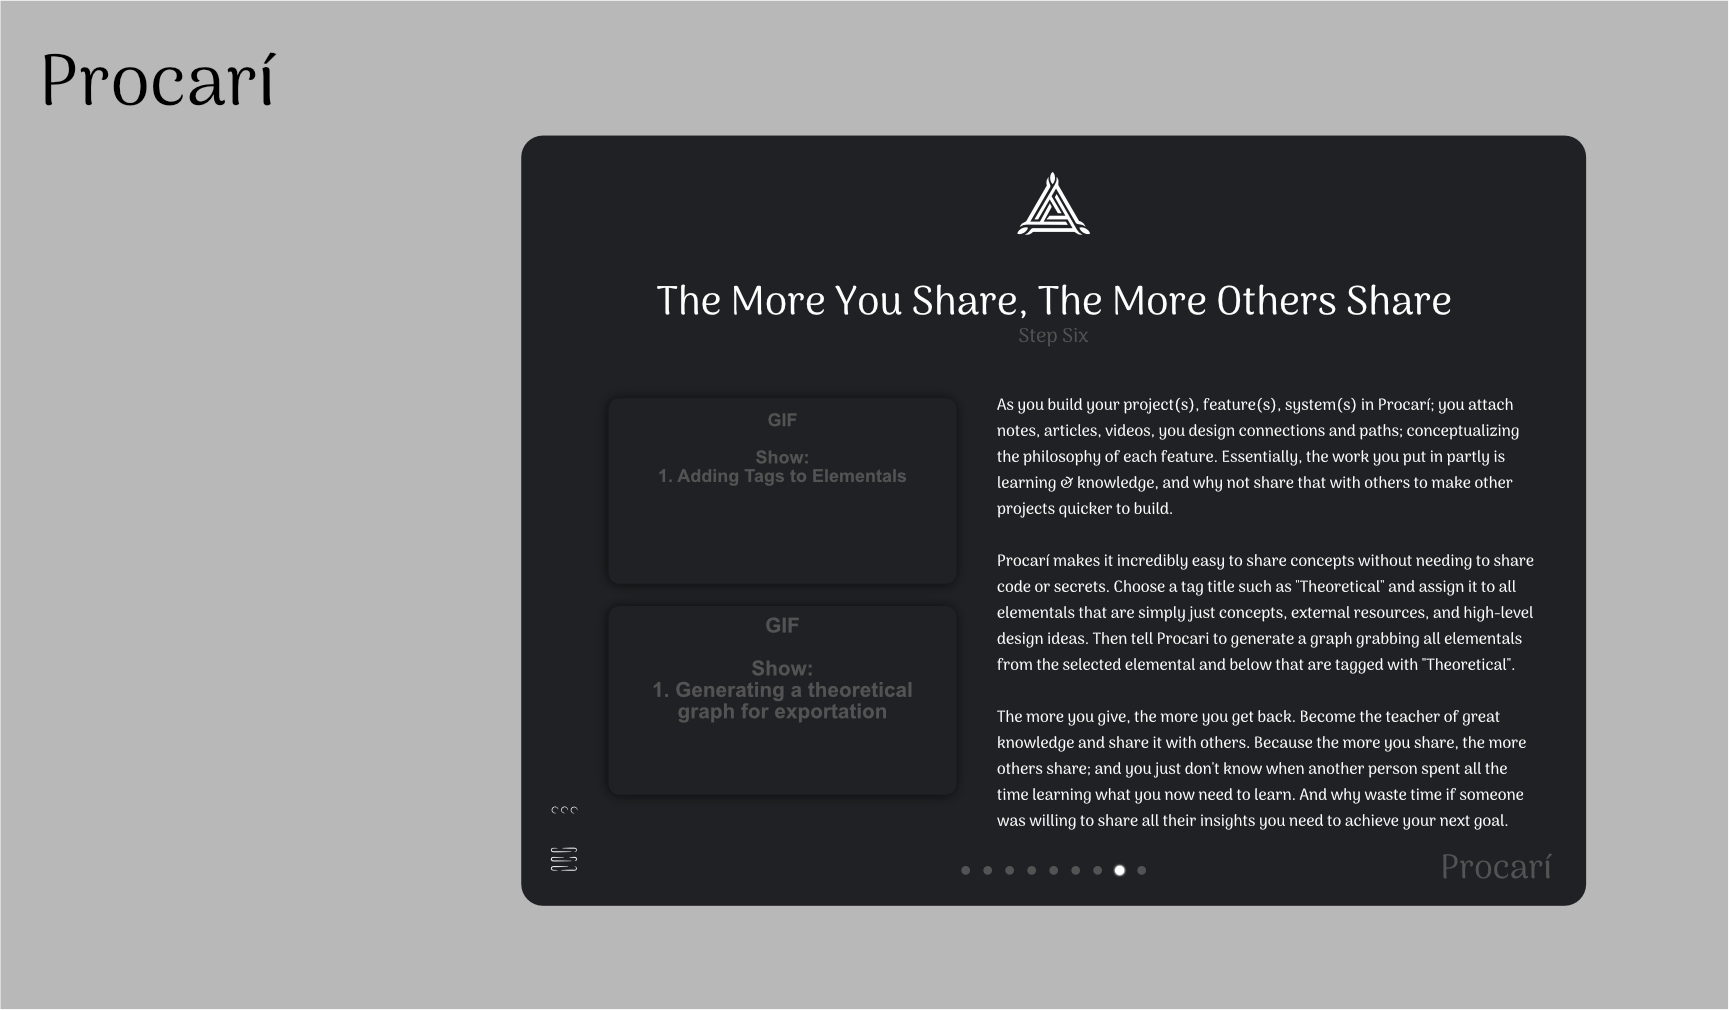 Procarí
The More You Share, The More Others Share
Step Six
GIF
Show:
1. Adding Tags to Elementals
GIF
Show:
1. Generating a theoretical
graph for exportation
As you build your project(s), feature(s), system(s) in Procarí; you attach
notes, articles, videos, you design connections and paths; conceptualizing
the philosophy of each feature. Essentially, the work you put in partly is
learning & knowledge, and why not share that with others to make other
projects quicker to build.
Procarí makes it incredibly easy to share concepts without needing to share
code or secrets. Choose a tag title such as "Theoretical" and assign it to all
elementals that are simply just concepts, external resources, and high-level
design ideas. Then tell Procari to generate a graph grabbing all elementals
from the selected elemental and below that are tagged with "Theoretical".
The more you give, the more you get back. Become the teacher of great
knowledge and share it with others. Because the more you share, the more
others share; and you just don't know when another person spent all the
time learning what you now need to learn. And why waste time if someone
was willing to share all their insights you need to achieve your next goal.
Procarí